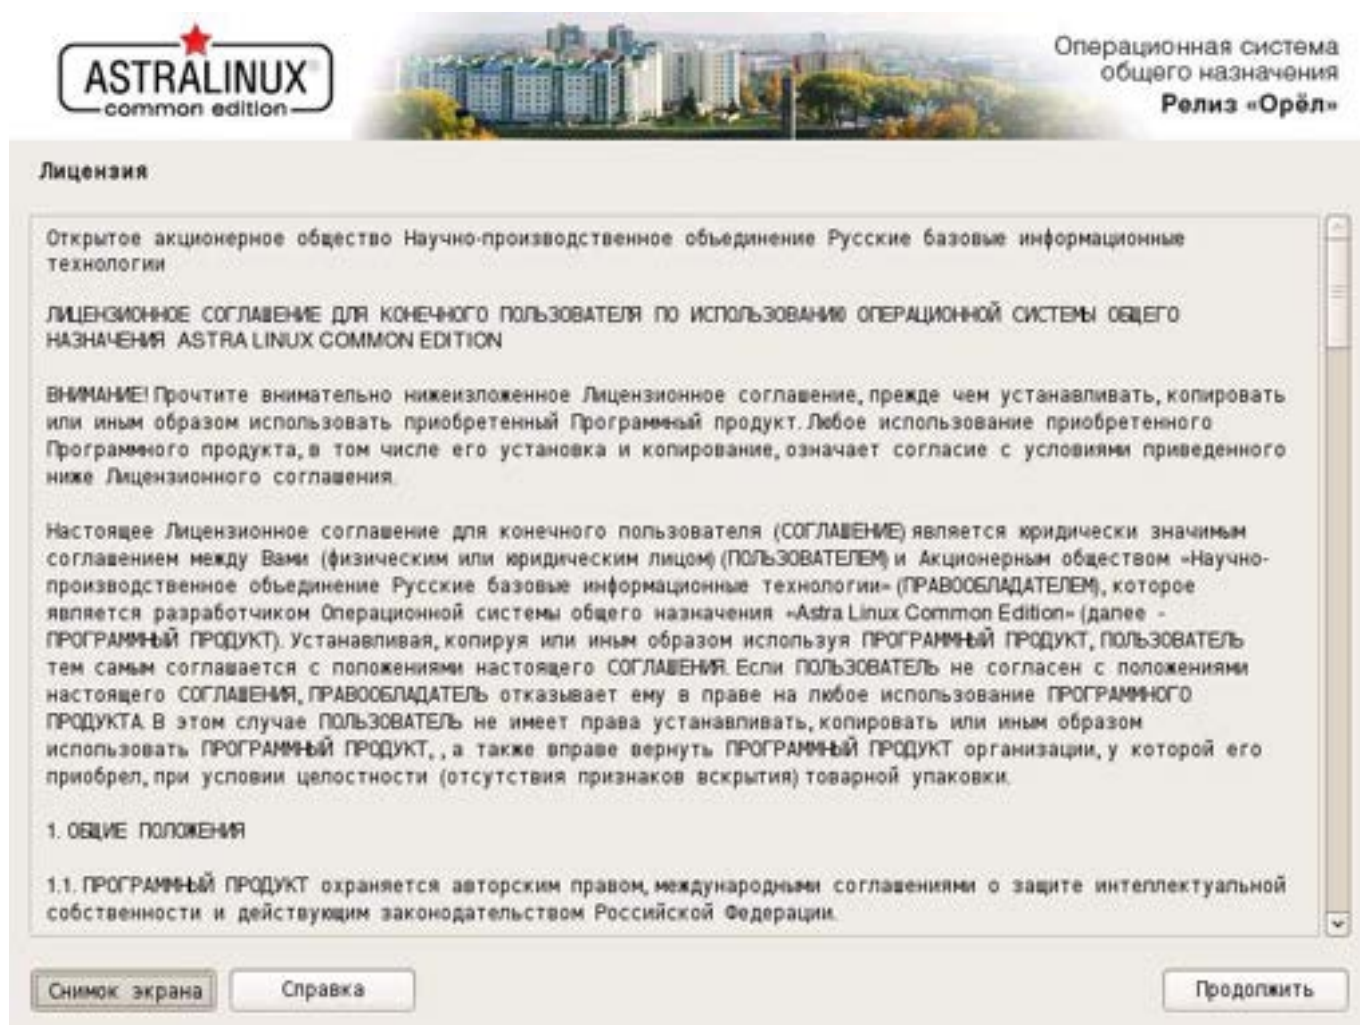 ASTRALINUX®
common edition
Операционная система
общего назначения
Релиз «Орёл»
Лицензия
Открытое акционерное общество Научно-производственное объединение Русские базовые информационные
технологии
ЛИЦЕНЗИОННОЕ СОГЛАШЕНИЕ ДЛЯ КОНЕЧНОГО ПОЛЬЗОВАТЕЛЯ ПО ИСПОЛЬЗОВАНИЮ ОПЕРАЦИОННОЙ СИСТЕМЫ ОБЩЕГО
НАЗНАЧЕНИЯ ASTRA LINUX COMMON EDITION
ВНИМАНИЕ! Прочтите внимательно нижеизложенное Лицензионное соглашение, прежде чем устанавливать, копировать
или иным образом использовать приобретенный Программный продукт. Любое использование приобретенного
Программного продукта, в том числе его установка и копирование, означает согласие с условиями приведенного
ниже Лицензионного соглашения.
Настоящее Лицензионное соглашение для конечного пользователя (СОГЛАШЕНИЕ) является юридически значимым
соглашением между Вами (физическим или юридическим лицом) (ПОЛЬЗОВАТЕЛЕМ) и Акционерным обществом «Научно-
производственное объединение Русские базовые информационные технологии» (ПРАВООБЛАДАТЕЛЕМ), которое
является разработчиком Операционной системы общего назначения «Astra Linux Common Edition» (далее -
ПРОГРАММНЫЙ ПРОДУКТ). Устанавливая, копируя или иным образом используя ПРОГРАММНЫЙ ПРОДУКТ, ПОЛЬЗОВАТЕЛЬ
тем самым соглашается с положениями настоящего СОГЛАШЕНИЯ. Если ПОЛЬЗОВАТЕЛЬ не согласен с положениями
настоящего СОГЛАШЕНИЯ, ПРАВООБЛАДАТЕЛЬ отказывает ему в праве на любое использование ПРОГРАММНОГО
ПРОДУКТА. В этом случае ПОЛЬЗОВАТЕЛЬ не имеет права устанавливать, копировать или иным образом
использовать ПРОГРАММНЫЙ ПРОДУКТ, , а также вправе вернуть ПРОГРАММНЫЙ ПРОДУКТ организации, у которой его
приобрел, при условии целостности (отсутствия признаков вскрытия) товарной упаковки.
1. ОБЩИЕ ПОЛОЖЕНИЯ
1.1. ПРОГРАММНЫЙ ПРОДУКТ охраняется авторским правом, международными соглашениями о защите интеллектуальной
собственности и действующим законодательством Российской Федерации.
Снимок экрана
Справка
Продолжить